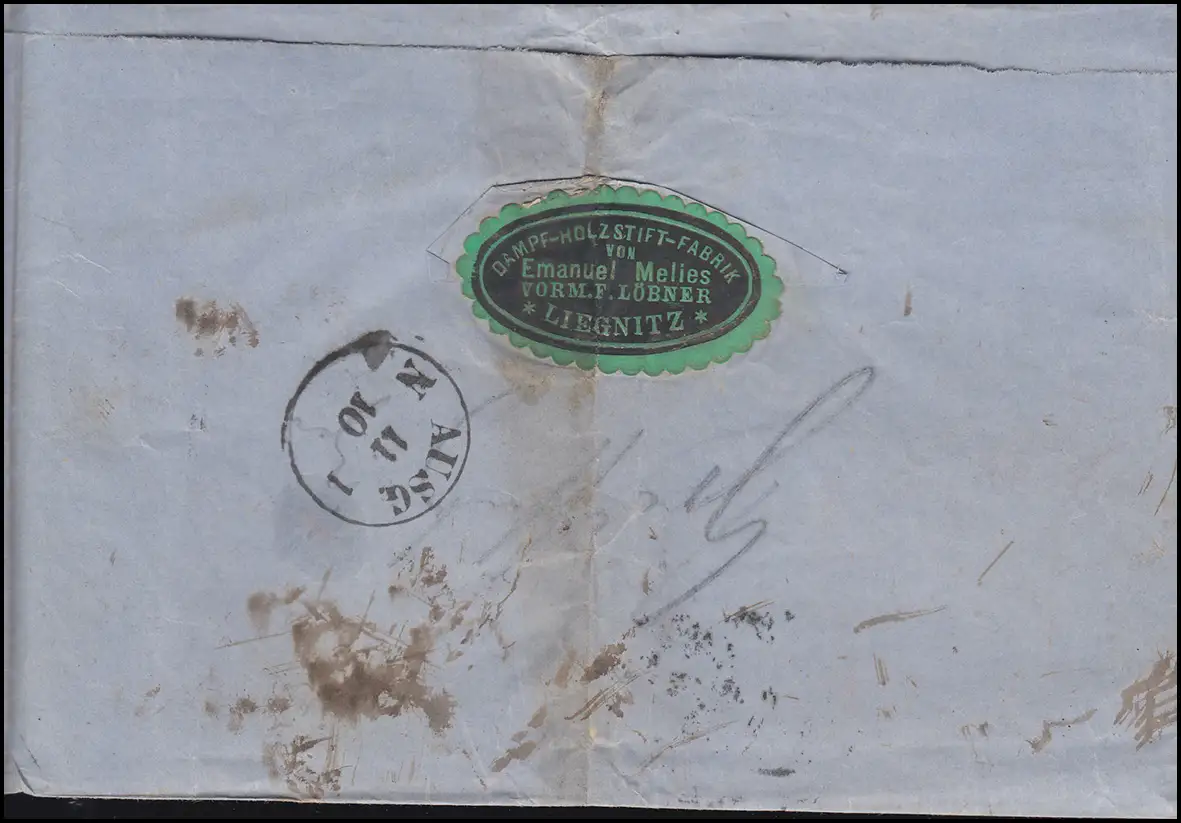 DAMPF-HOLZSTIFT-FABRIK
VON
Emanuel Melies
VORM. F. LÖBNER
* LIEGNITZ *
N AUSG 1
11
10